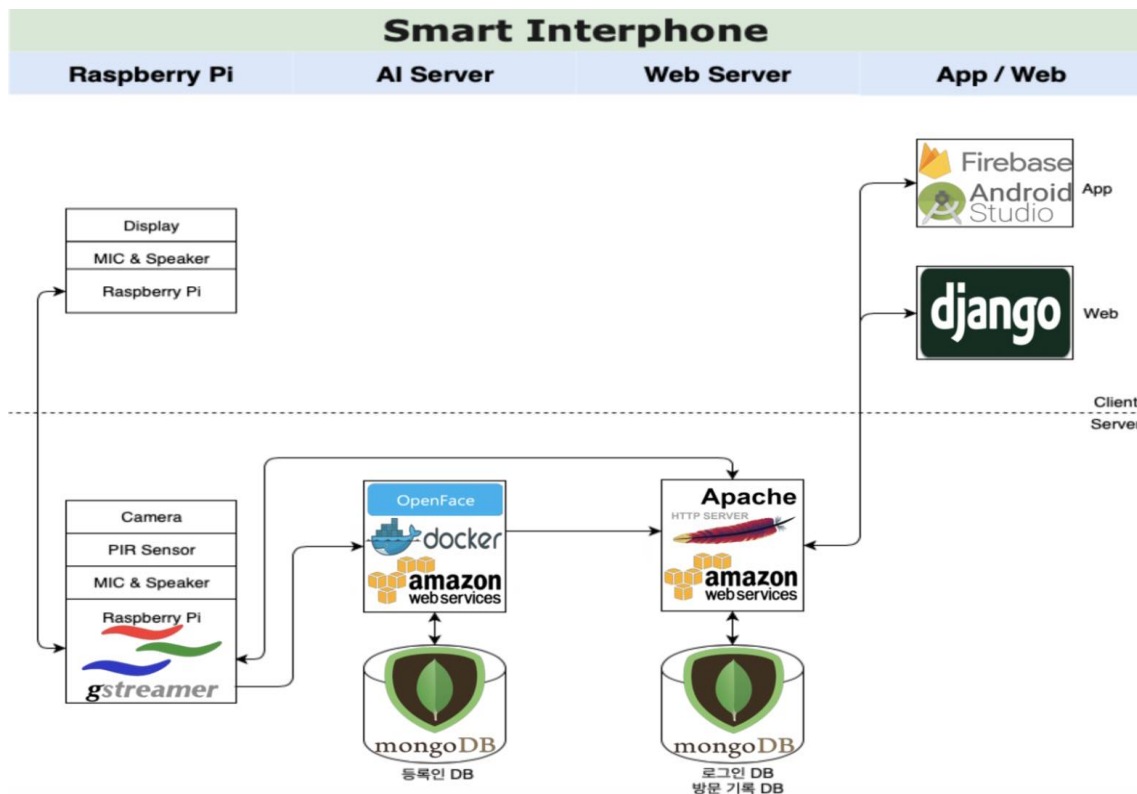 Smart Interphone
Raspberry Pi
AI Server
Web Server
App / Web
Firebase
Android
Studio
App
Display
MIC & Speaker
Raspberry Pi
django
Web
Client
Server
Camera
PIR Sensor
MIC & Speaker
Raspberry Pi
gstreamer
OpenFace
docker
amazon
web services
Apache
HTTP SERVER
amazon
web services
mongoDB
등록인 DB
mongoDB
로그인 DB
방문 기록 DB